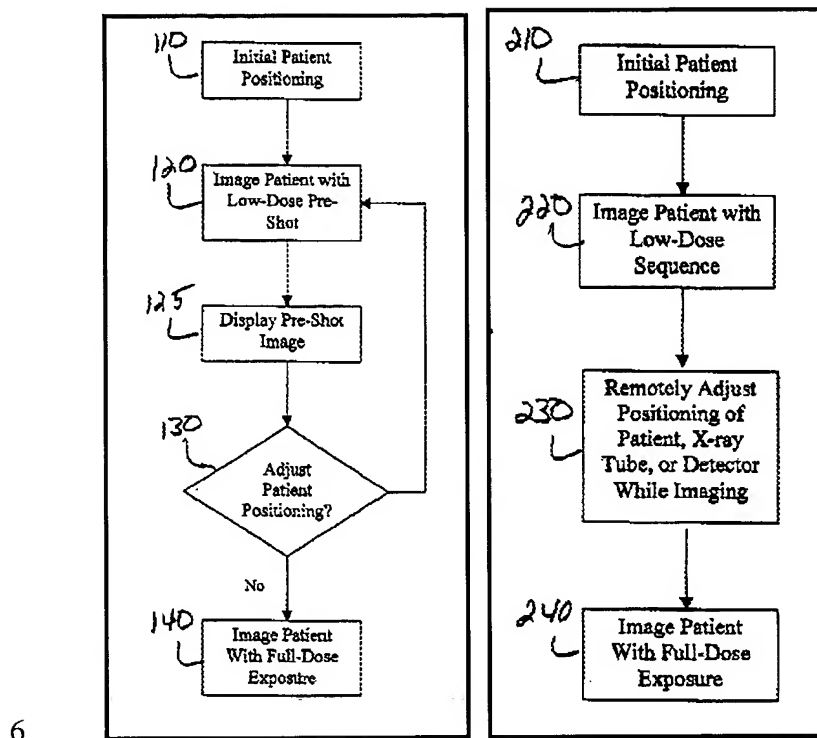 110
Initial Patient
Positioning
120
Image Patient with
Low-Dose Pre-
Shot
125
Display Pre-Shot
Image
130
Adjust
Patient
Positioning?
No
140
Image Patient
With Full-Dose
Exposure
210
Initial Patient
Positioning
220
Image Patient with
Low-Dose
Sequence
230
Remotely Adjust
Positioning of
Patient, X-ray
Tube, or Detector
While Imaging
240
Image Patient
With Full-Dose
Exposure
6